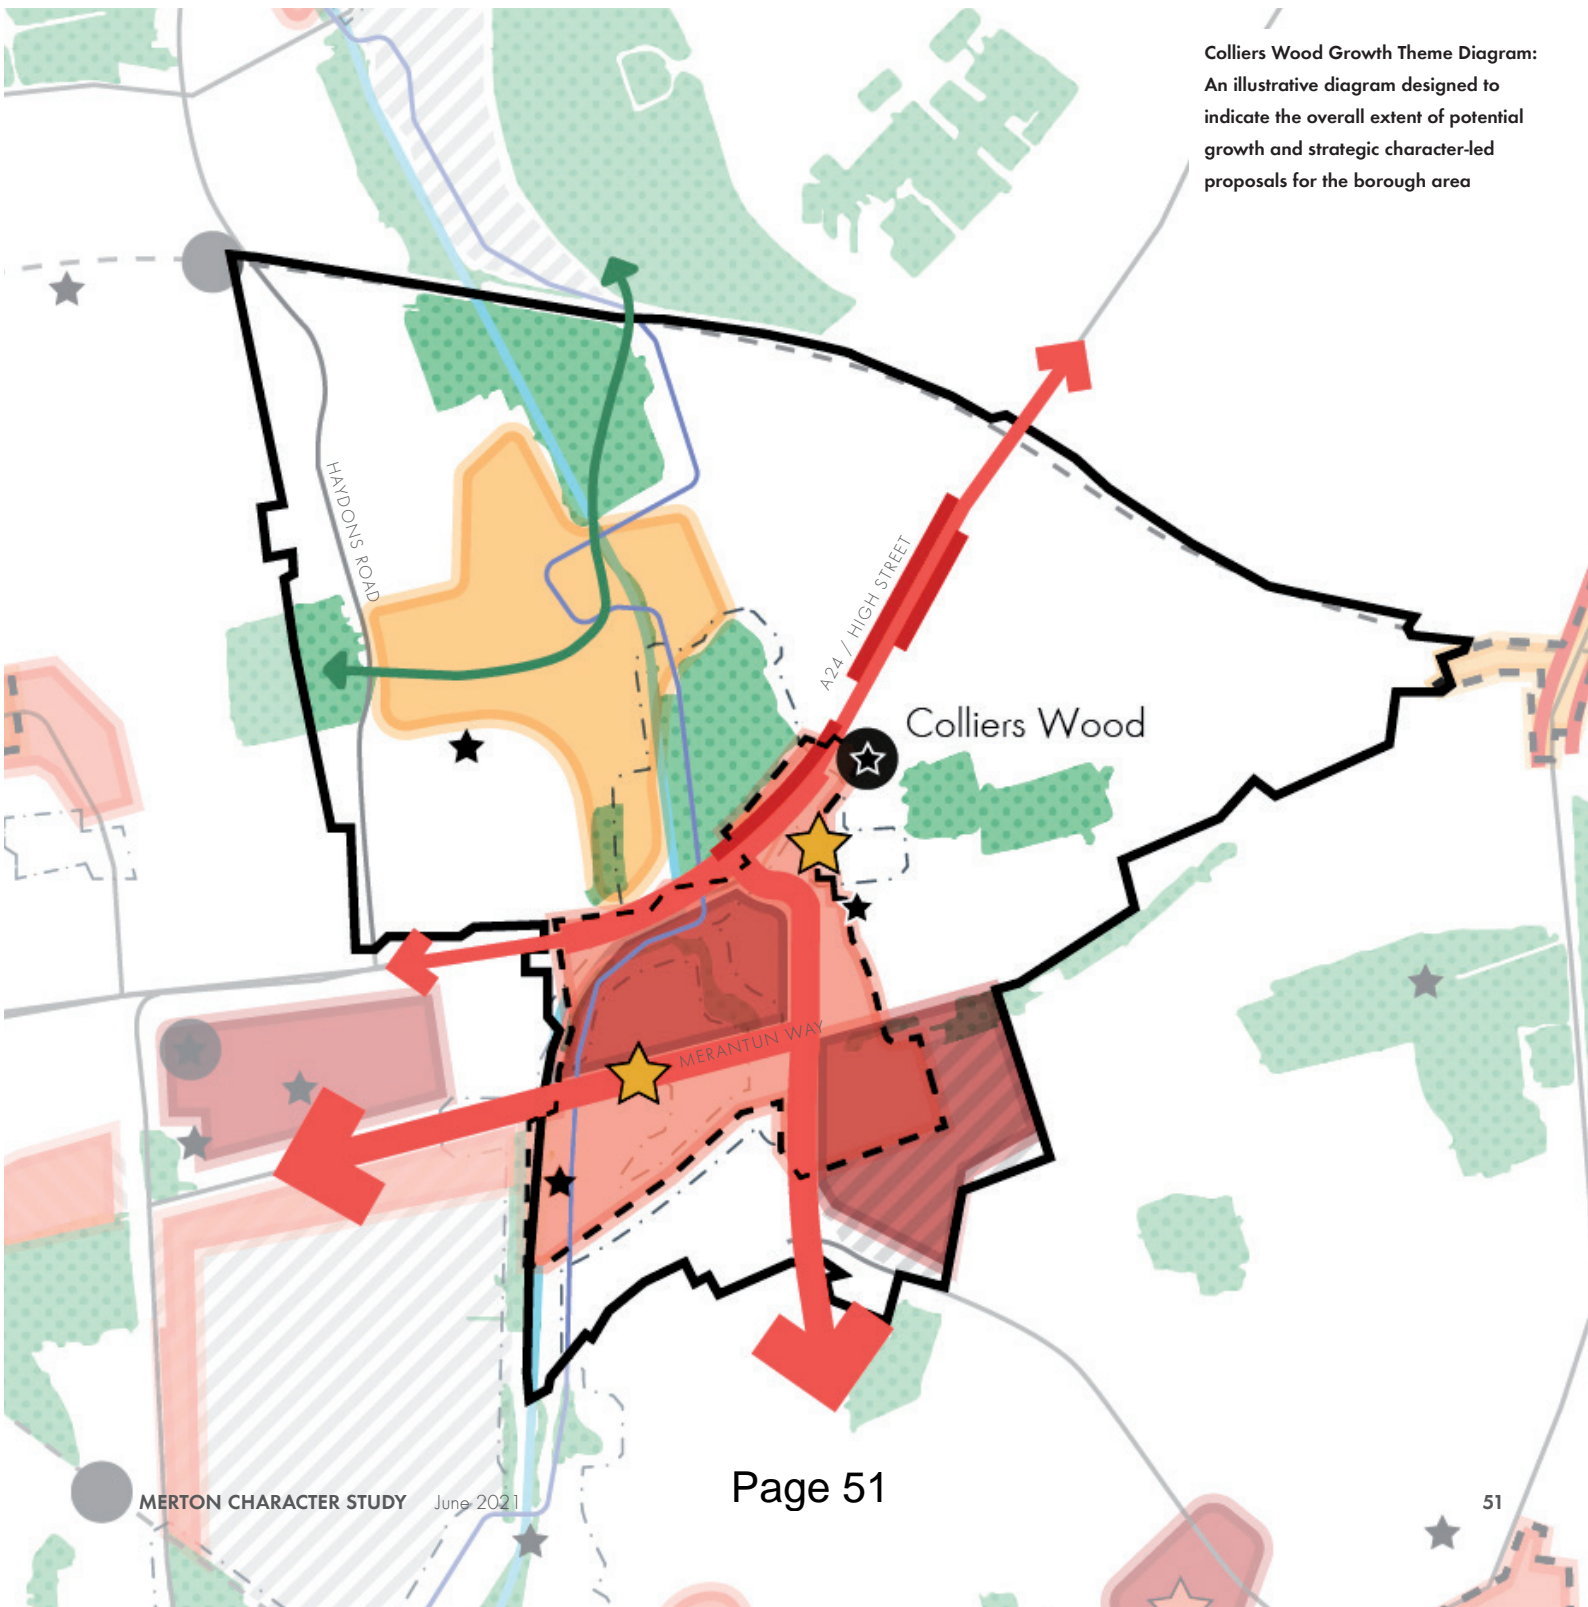 Colliers Wood Growth Theme Diagram:
An illustrative diagram designed to
indicate the overall extent of potential
growth and strategic character-led
proposals for the borough area
HAYDONS ROAD
A24 / HIGH STREET
Colliers Wood
MERANTUN WAY
Page 51
MERTON CHARACTER STUDY June 2021
51